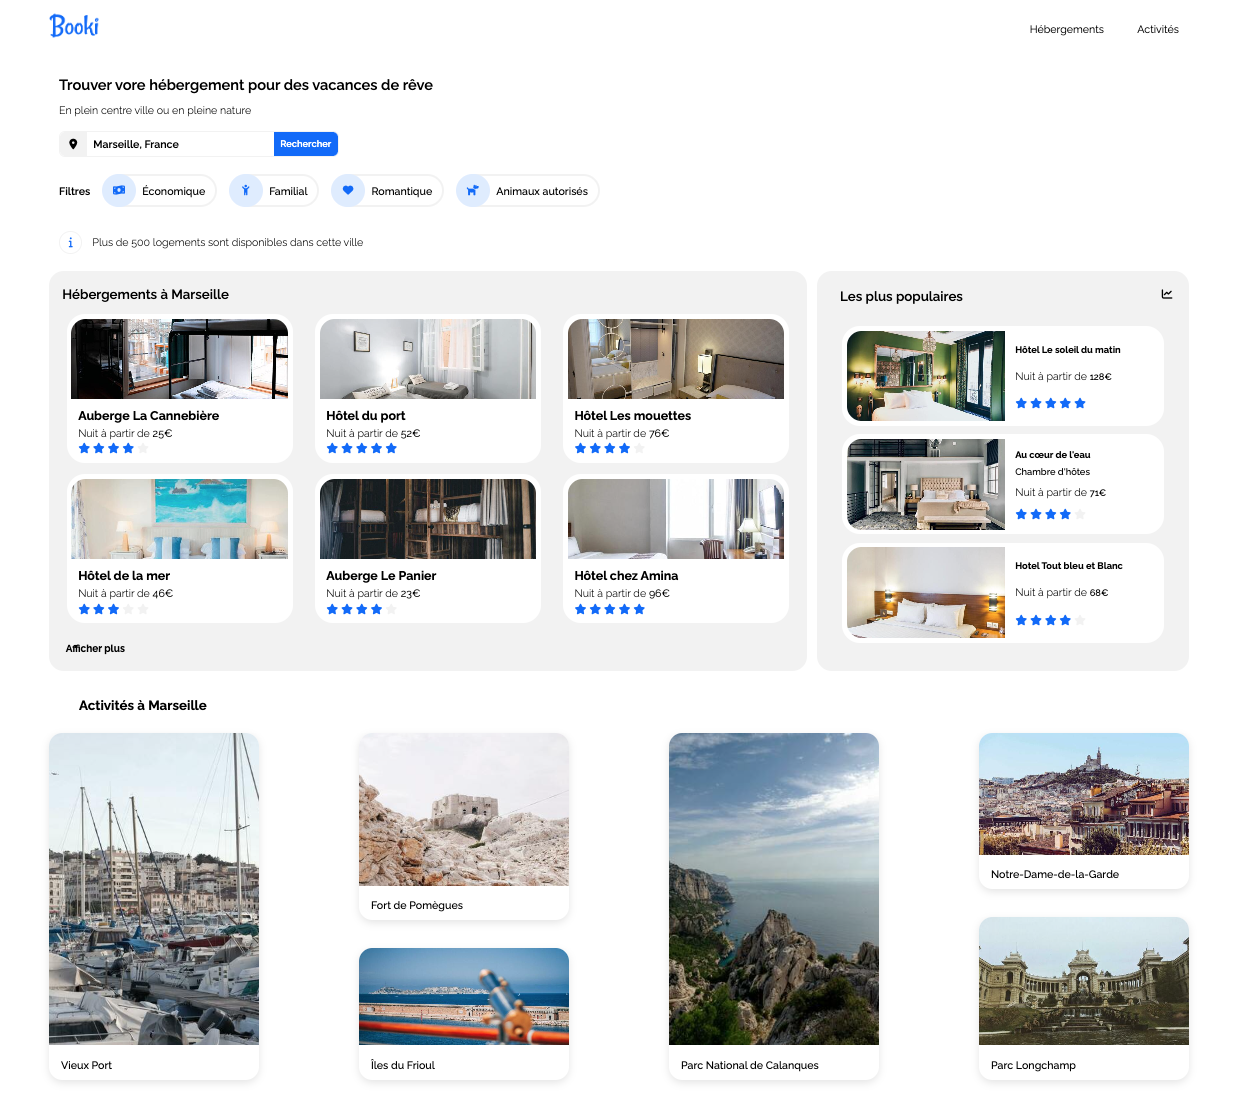 Booki
Hébergements
Activités
Trouver vore hébergement pour des vacances de rêve
En plein centre ville ou en pleine nature
Marseille, France
Rechercher
Filtres
Économique
Familial
Romantique
Animaux autorisés
Plus de 500 logements sont disponibles dans cette ville
Hébergements à Marseille
Auberge La Cannebière
Nuit à partir de 25€
Hôtel du port
Nuit à partir de 52€
Hôtel Les mouettes
Nuit à partir de 76€
Hôtel de la mer
Nuit à partir de 46€
Auberge Le Panier
Nuit à partir de 23€
Hôtel chez Amina
Nuit à partir de 96€
Afficher plus
Les plus populaires
Hôtel Le soleil du matin
Nuit à partir de 128€
Au cœur de l'eau
Chambre d'hôtes
Nuit à partir de 71€
Hotel Tout bleu et Blanc
Nuit à partir de 68€
Activités à Marseille
Vieux Port
Fort de Pomègues
Îles du Frioul
Parc National de Calanques
Notre-Dame-de-la-Garde
Parc Longchamp